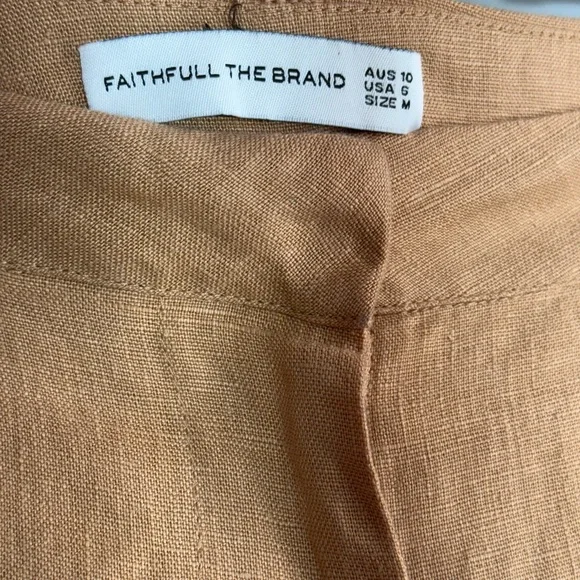 FAITHFULL THE BRAND
AUS 10
USA 6
SIZE M